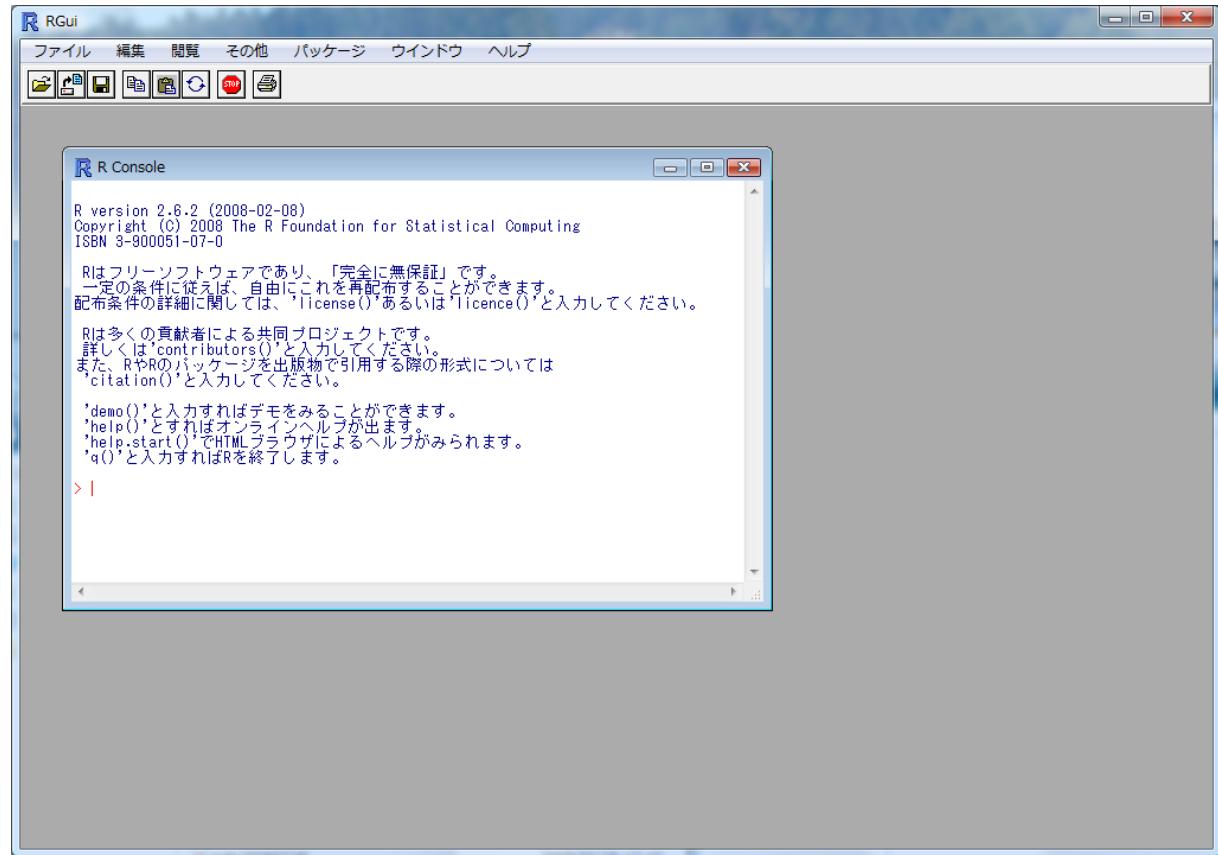 RGui
ファイル 編集 閲覧 その他 パッケージ ウインドウ ヘルプ
STOP
R Console
R version 2.6.2 (2008-02-08)
Copyright (C) 2008 The R Foundation for Statistical Computing
ISBN 3-900051-07-0
Rはフリーソフトウェアであり、「完全に無保証」です。
一定の条件に従えば、自由にこれを再配布することができます。
配布条件の詳細に関しては、'license()'あるいは'licence()'と入力してください。
Rは多くの貢献者による共同プロジェクトです。
詳しくは'contributors()'と入力してください。
また、RやRのパッケージを出版物で引用する際の形式については
'citation()'と入力してください。
'demo()'と入力すればデモをみることができます。
'help()'とすればオンラインヘルプが出ます。
'help.start()'でHTMLブラウザによるヘルプがみられます。
'q()'と入力すればRを終了します。
>